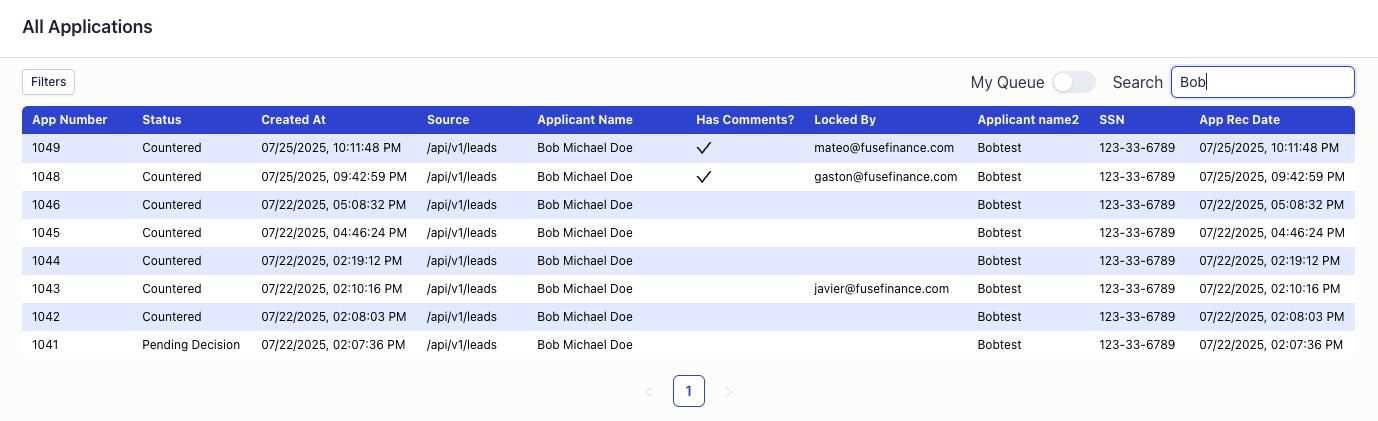 All Applications
Filters My Queue Search Bob
App Number Status Created At Source Applicant Name Has Comments? Locked By Applicant name2 SSN App Rec Date
1049 Countered 07/25/2025, 10:11:48 PM /api/v1/leads Bob Michael Doe mateo@fusefinance.com Bobtest 123-33-6789 07/25/2025, 10:11:48 PM
1048 Countered 07/25/2025, 09:42:59 PM /api/v1/leads Bob Michael Doe gaston@fusefinance.com Bobtest 123-33-6789 07/25/2025, 09:42:59 PM
1046 Countered 07/22/2025, 05:08:32 PM /api/v1/leads Bob Michael Doe Bobtest 123-33-6789 07/22/2025, 05:08:32 PM
1045 Countered 07/22/2025, 04:46:24 PM /api/v1/leads Bob Michael Doe Bobtest 123-33-6789 07/22/2025, 04:46:24 PM
1044 Countered 07/22/2025, 02:19:12 PM /api/v1/leads Bob Michael Doe Bobtest 123-33-6789 07/22/2025, 02:19:12 PM
1043 Countered 07/22/2025, 02:10:16 PM /api/v1/leads Bob Michael Doe javier@fusefinance.com Bobtest 123-33-6789 07/22/2025, 02:10:16 PM
1042 Countered 07/22/2025, 02:08:03 PM /api/v1/leads Bob Michael Doe Bobtest 123-33-6789 07/22/2025, 02:08:03 PM
1041 Pending Decision 07/22/2025, 02:07:36 PM /api/v1/leads Bob Michael Doe Bobtest 123-33-6789 07/22/2025, 02:07:36 PM
< 1 >